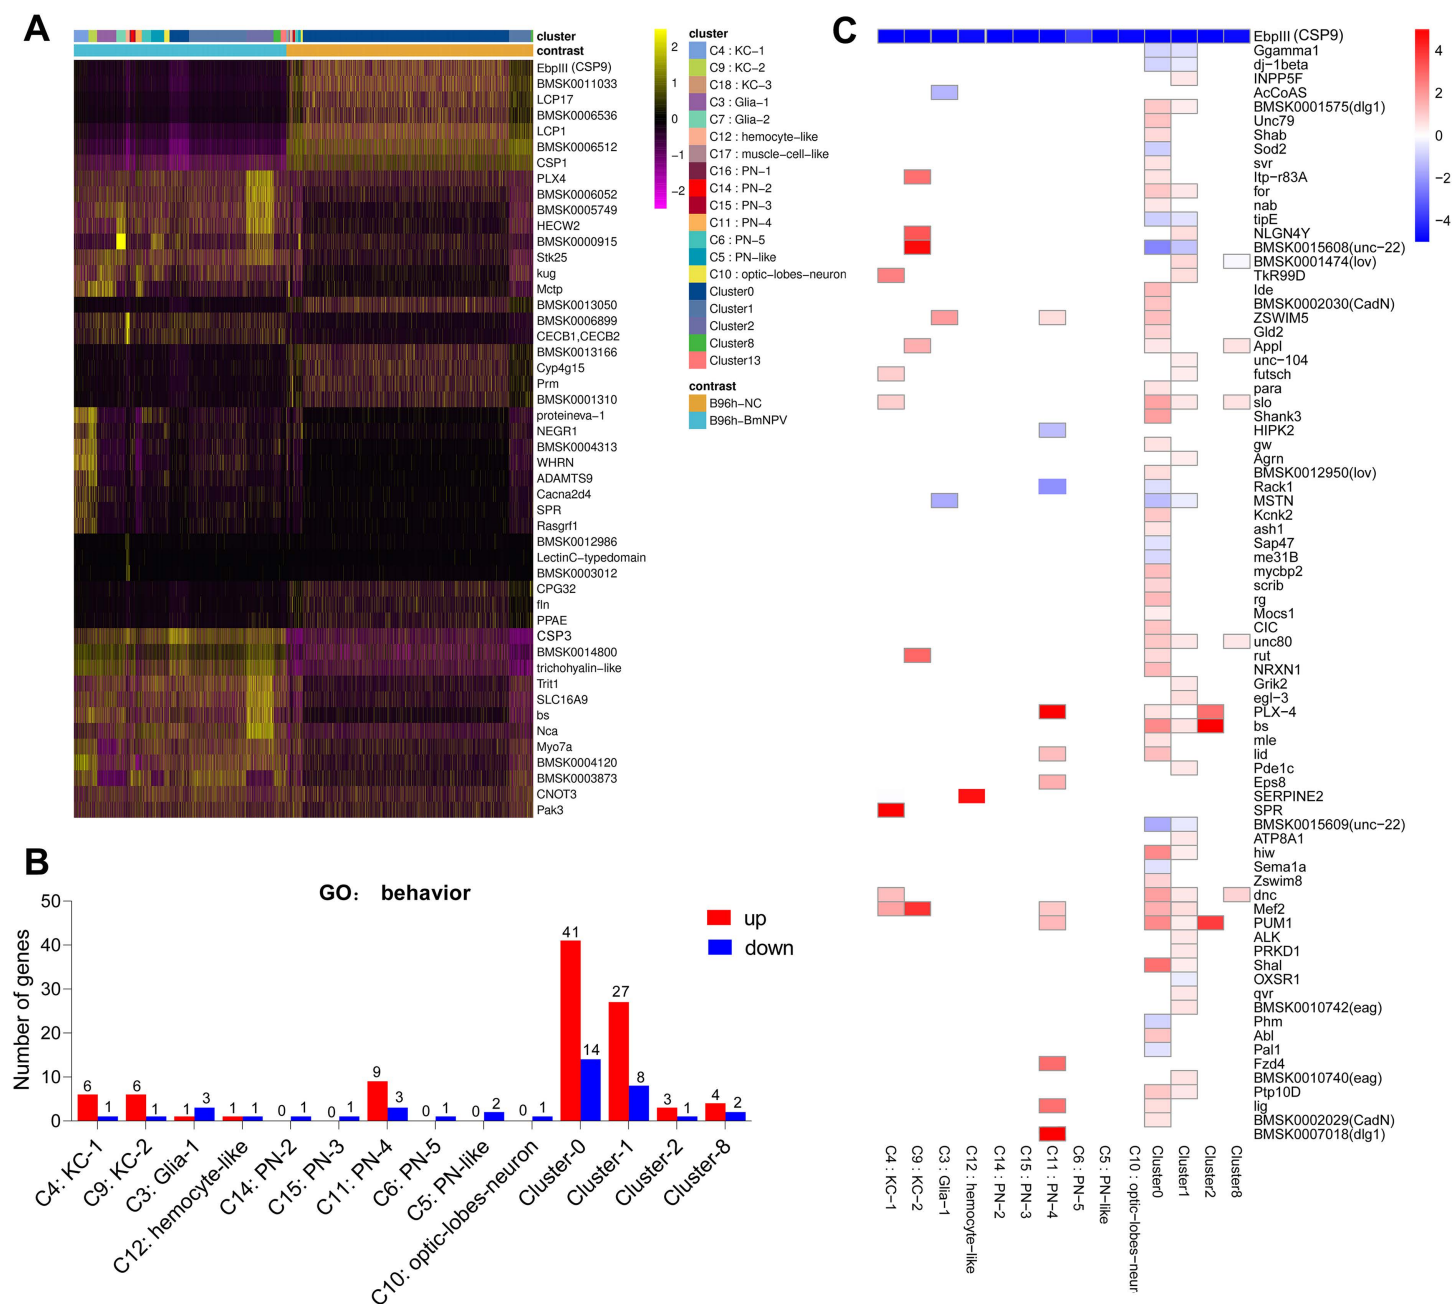 A
cluster
contrast
EbpIII (CSP9)
BMSK0011033
LCP17
BMSK0006536
LCP1
BMSK0006512
CSP1
PLX4
BMSK0006052
BMSK0005749
HECW2
BMSK0000915
Stk25
kug
Mctp
BMSK0013050
BMSK0006899
CECB1,CECB2
BMSK0013166
Cyp4g15
Prm
BMSK0001310
proteineva−1
NEGR1
BMSK0004313
WHRN
ADAMTS9
Cacna2d4
SPR
Rasgrf1
BMSK0012986
LectinC−typedomain
BMSK0003012
CPG32
fln
PPAE
CSP3
BMSK0014800
trichohyalin−like
Trit1
SLC16A9
bs
Nca
Myo7a
BMSK0004120
BMSK0003873
CNOT3
Pak3
2
1
0
−1
−2
cluster
C4 : KC−1
C9 : KC−2
C18 : KC−3
C3 : Glia−1
C7 : Glia−2
C12 : hemocyte−like
C17 : muscle−cell−like
C16 : PN−1
C14 : PN−2
C15 : PN−3
C11 : PN−4
C6 : PN−5
C5 : PN−like
C10 : optic−lobes−neuron
Cluster0
Cluster1
Cluster2
Cluster8
Cluster13
contrast
B96h−NC
B96h−BmNPV
B
GO: behavior
Number of genes
50
40
30
20
10
0
6
1
6
1
1
3
1
1
0
1
0
1
9
3
0
1
0
2
0
1
41
14
27
8
3
1
4
2
up
down
C4: KC-1
C9: KC-2
C3: Glia-1
C12: hemocyte-like
C14: PN-2
C15: PN-3
C11: PN-4
C6: PN-5
C5: PN-like
C10: optic-lobes-neuron
Cluster-0
Cluster-1
Cluster-2
Cluster-8
C
EbpIII (CSP9)
Ggamma1
dj−1beta
INPP5F
AcCoAS
BMSK0001575(dlg1)
Unc79
Shab
Sod2
svr
Itp−r83A
for
nab
tipE
NLGN4Y
BMSK0015608(unc−22)
BMSK0001474(lov)
TkR99D
Ide
BMSK0002030(CadN)
ZSWIM5
Gld2
Appl
unc−104
futsch
para
slo
Shank3
HIPK2
gw
Agrn
BMSK0012950(lov)
Rack1
MSTN
Kcnk2
ash1
Sap47
me31B
mycbp2
scrib
rg
Mocs1
CIC
unc80
rut
NRXN1
Grik2
egl−3
PLX−4
bs
mle
lid
Pde1c
Eps8
SERPINE2
SPR
BMSK0015609(unc−22)
ATP8A1
hiw
Sema1a
Zswim8
dnc
Mef2
PUM1
ALK
PRKD1
Shal
OXSR1
qvr
BMSK0010742(eag)
Phm
Abl
Pal1
Fzd4
BMSK0010740(eag)
Ptp10D
lig
BMSK0002029(CadN)
BMSK0007018(dlg1)
4
2
0
−2
−4
C4 : KC−1
C9 : KC−2
C3 : Glia−1
C12 : hemocyte−like
C14 : PN−2
C15 : PN−3
C11 : PN−4
C6 : PN−5
C5 : PN−like
C10 : optic−lobes−neur
Cluster0
Cluster1
Cluster2
Cluster8